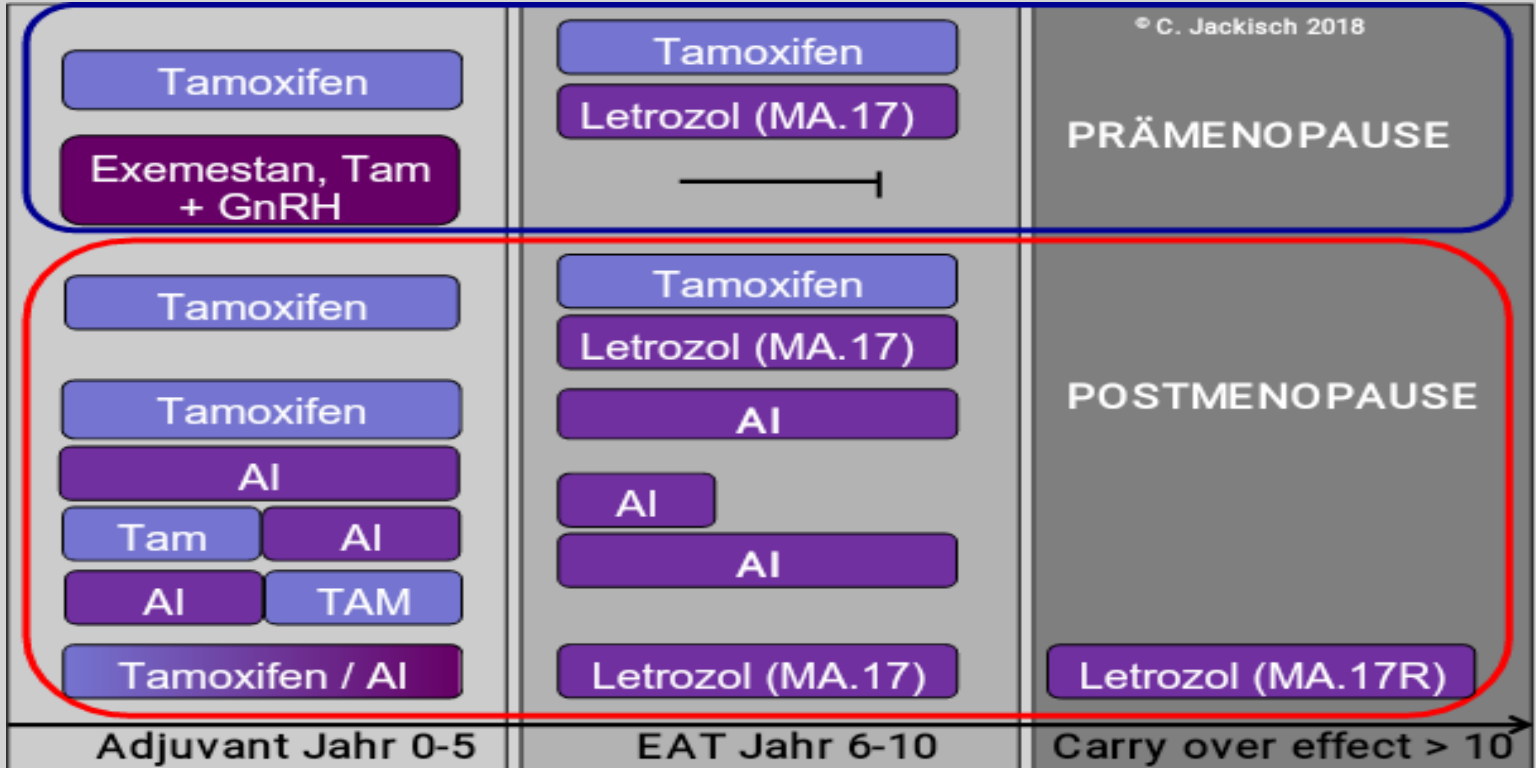 © C. Jackisch 2018
Tamoxifen
Exemestan, Tam
+ GnRH
Tamoxifen
Letrozol (MA.17)
PRÄMENOPAUSE
Tamoxifen
Tamoxifen
AI
Tam
AI
AI
TAM
Tamoxifen / AI
Tamoxifen
Letrozol (MA.17)
AI
AI
AI
Letrozol (MA.17)
POSTMENOPAUSE
Letrozol (MA.17R)
Adjuvant Jahr 0-5
EAT Jahr 6-10
Carry over effect > 10